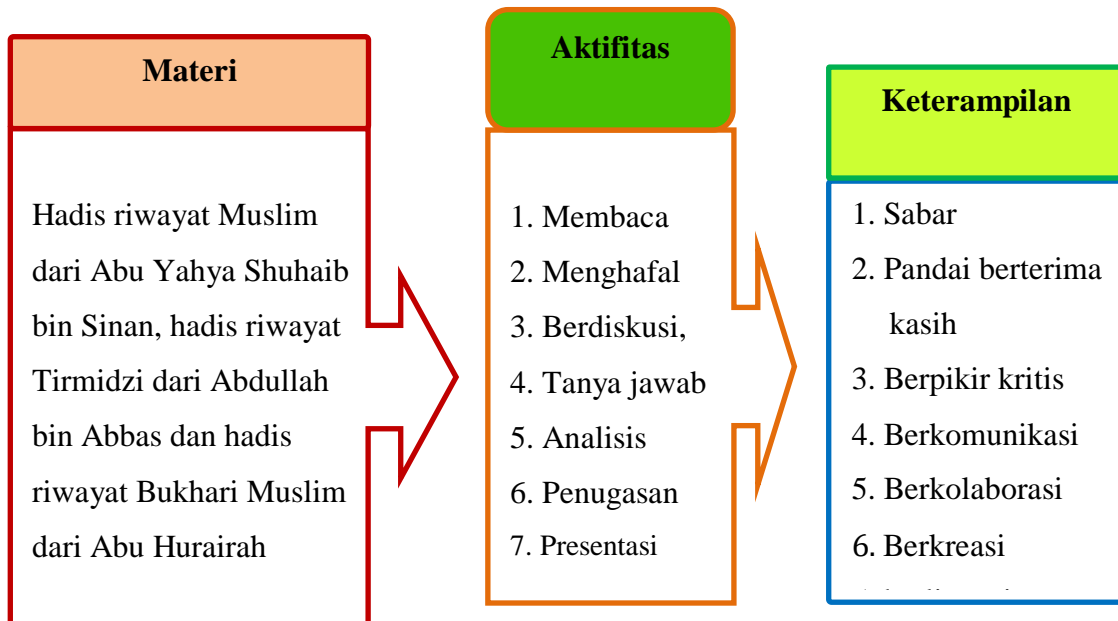 Materi
Hadis riwayat Muslim
dari Abu Yahya Shuhaib
bin Sinan, hadis riwayat
Tirmidzi dari Abdullah
bin Abbas dan hadis
riwayat Bukhari Muslim
dari Abu Hurairah
Aktifitas
1. Membaca
2. Menghafal
3. Berdiskusi,
4. Tanya jawab
5. Analisis
6. Penugasan
7. Presentasi
Keterampilan
1. Sabar
2. Pandai berterima
kasih
3. Berpikir kritis
4. Berkomunikasi
5. Berkolaborasi
6. Berkreasi